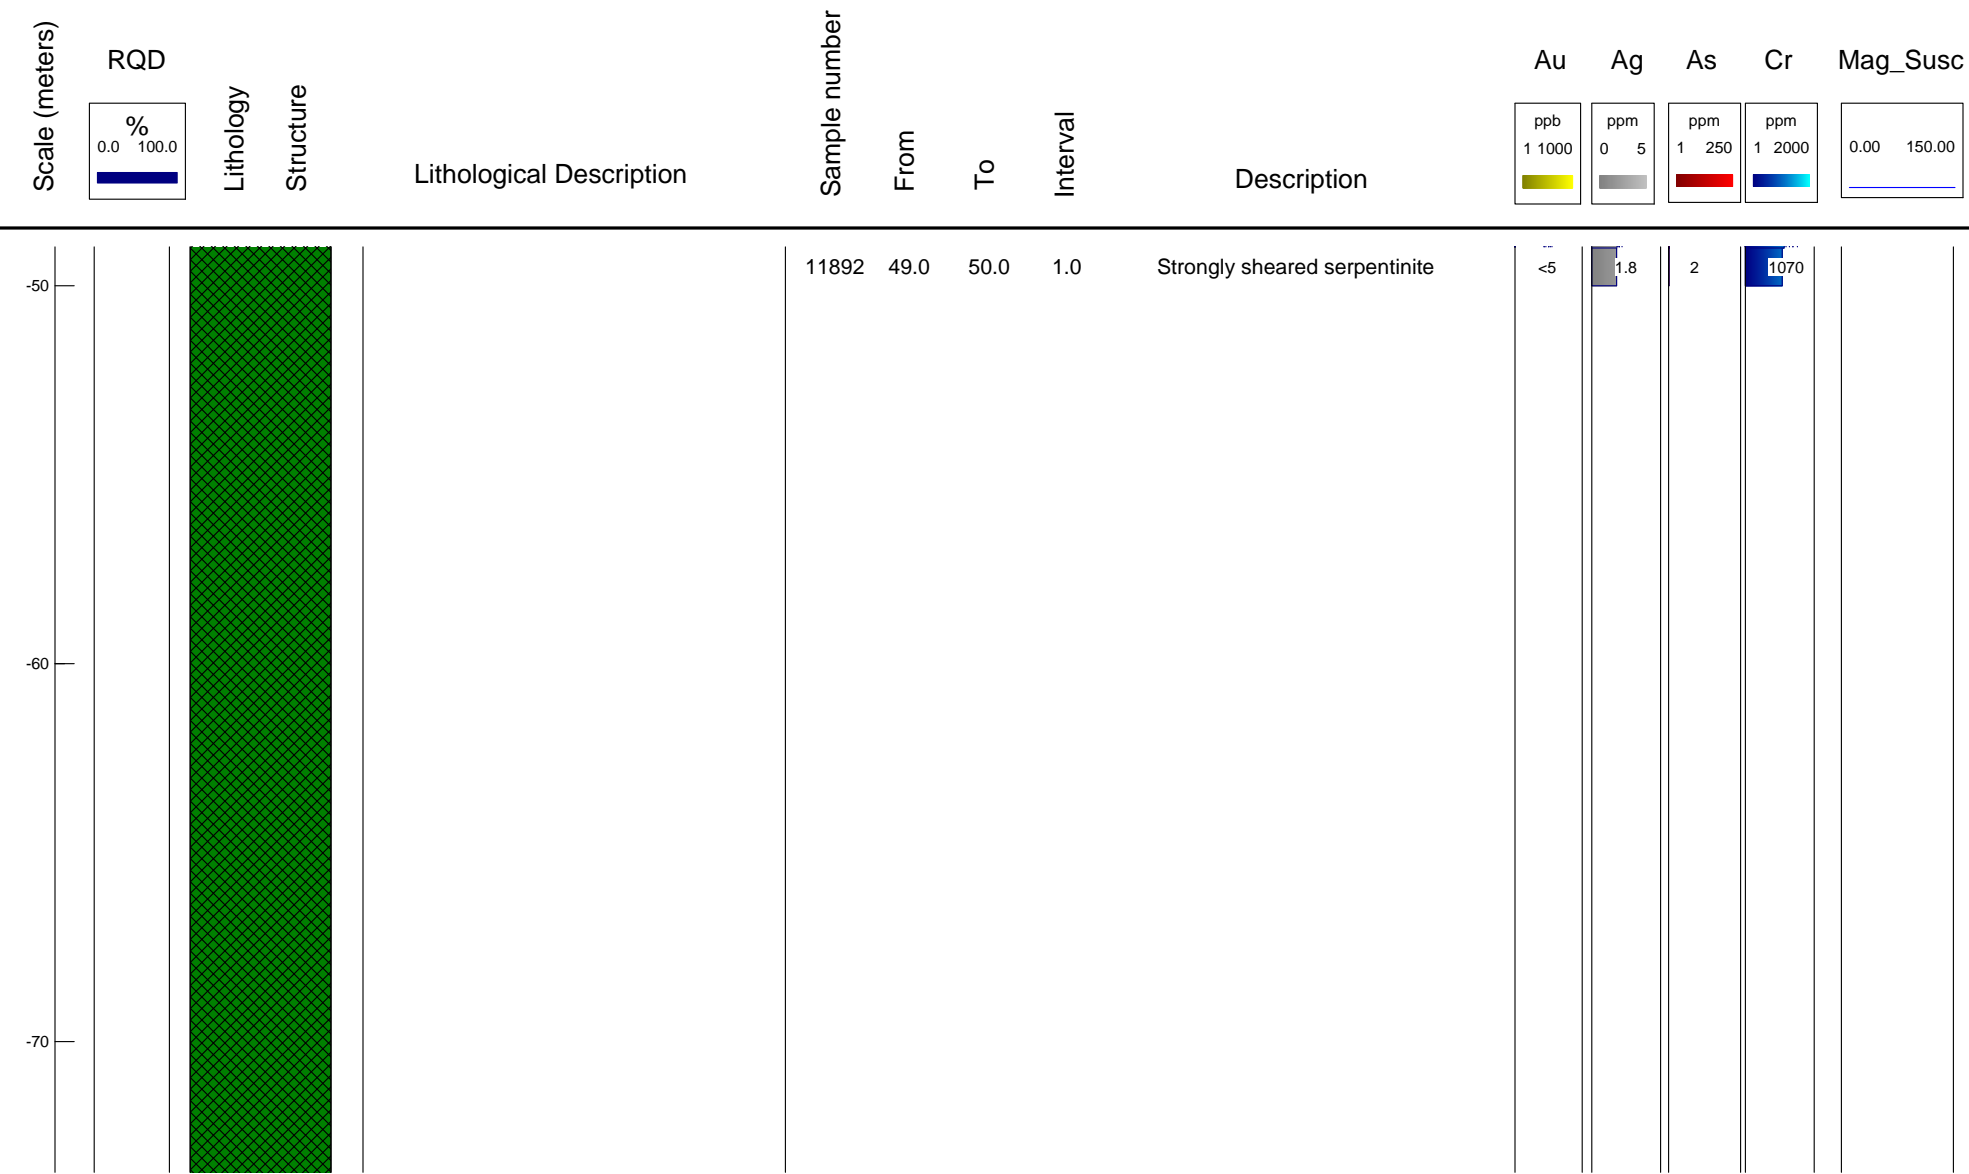 Scale (meters)
RQD
%
0.0 100.0
Lithology
Structure
Lithological Description
Sample number
From
To
Interval
Description
Au
ppb
1 1000
Ag
ppm
0 5
As
ppm
1 250
Cr
ppm
1 2000
Mag_Susc
0.00 150.00
11892 49.0 50.0 1.0 Strongly sheared serpentinite <5 1.8 2 1070
-50
-60
-70